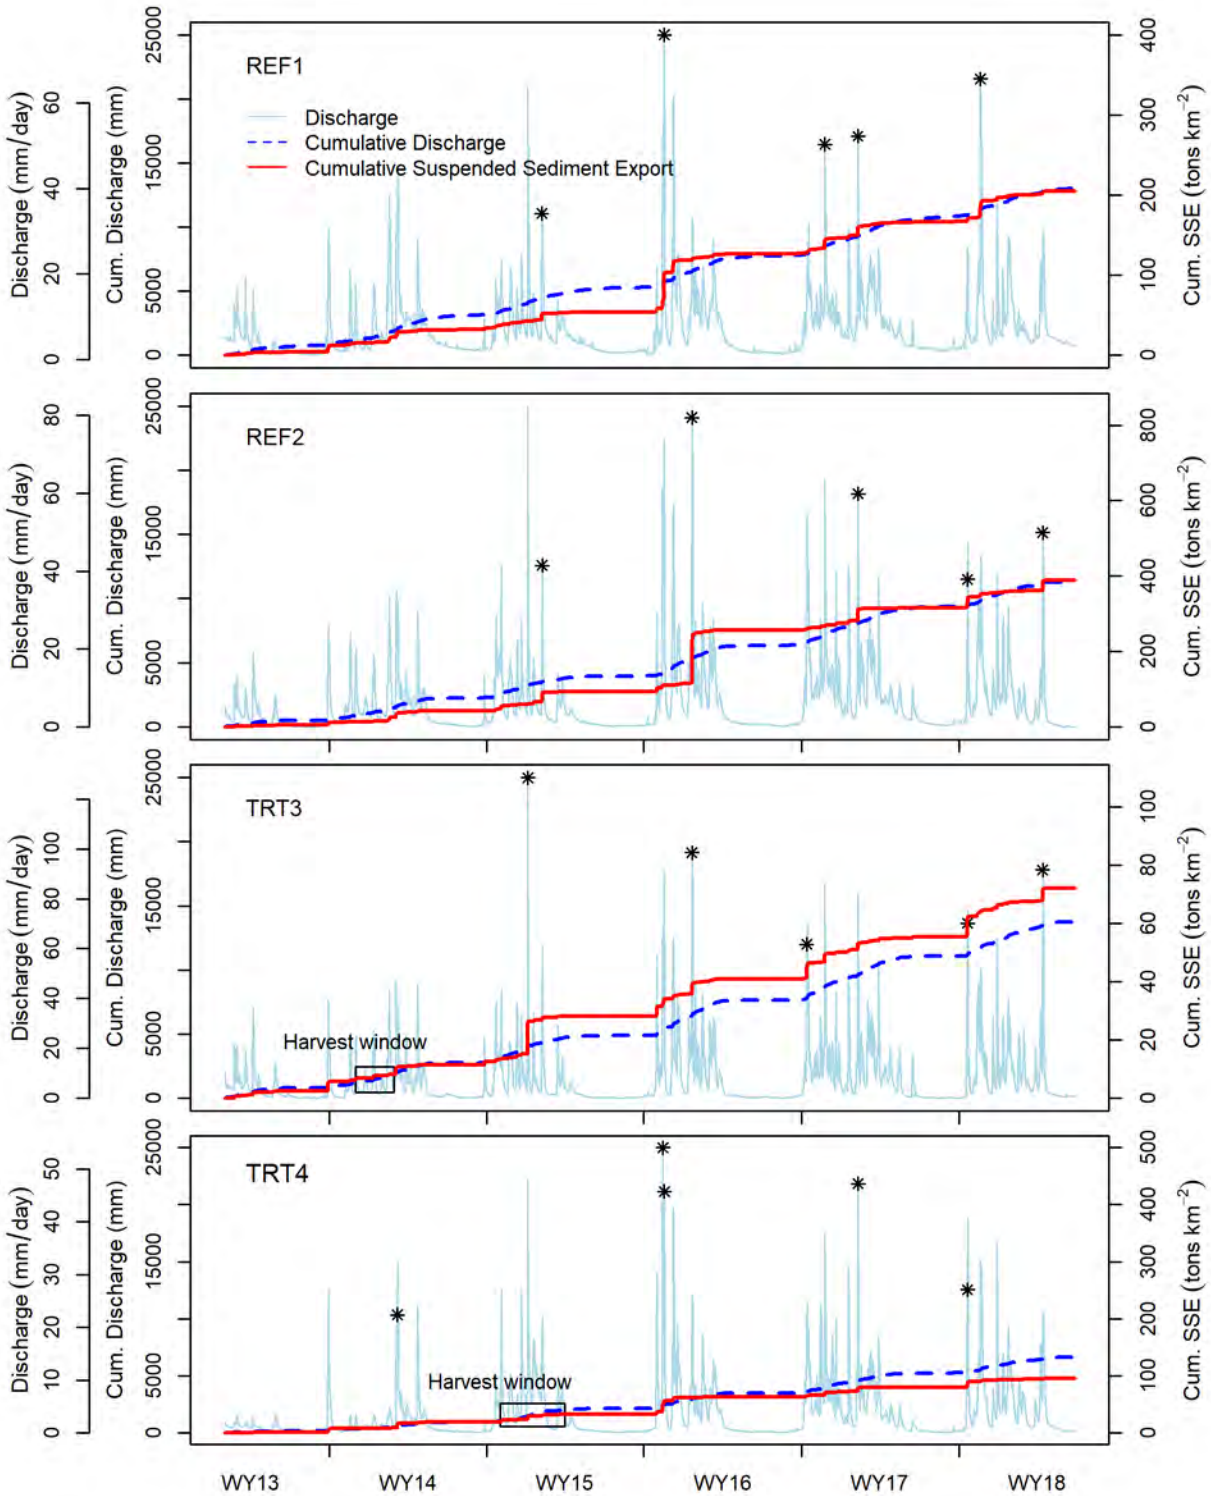 REF1
Discharge
Cumulative Discharge
Cumulative Suspended Sediment Export
Discharge (mm/day)
0 20 40 60
Cum. Discharge (mm)
0 5000 15000 25000
Cum. SSE (tons km−2)
0 100 200 300 400
REF2
Discharge (mm/day)
0 20 40 60 80
Cum. Discharge (mm)
0 5000 15000 25000
Cum. SSE (tons km−2)
0 200 400 600 800
TRT3
Harvest window
Discharge (mm/day)
0 20 40 60 80 100
Cum. Discharge (mm)
0 5000 15000 25000
Cum. SSE (tons km−2)
0 20 40 60 80 100
TRT4
Harvest window
Discharge (mm/day)
0 10 20 30 40 50
Cum. Discharge (mm)
0 5000 15000 25000
Cum. SSE (tons km−2)
0 100 200 300 400 500
WY13 WY14 WY15 WY16 WY17 WY18